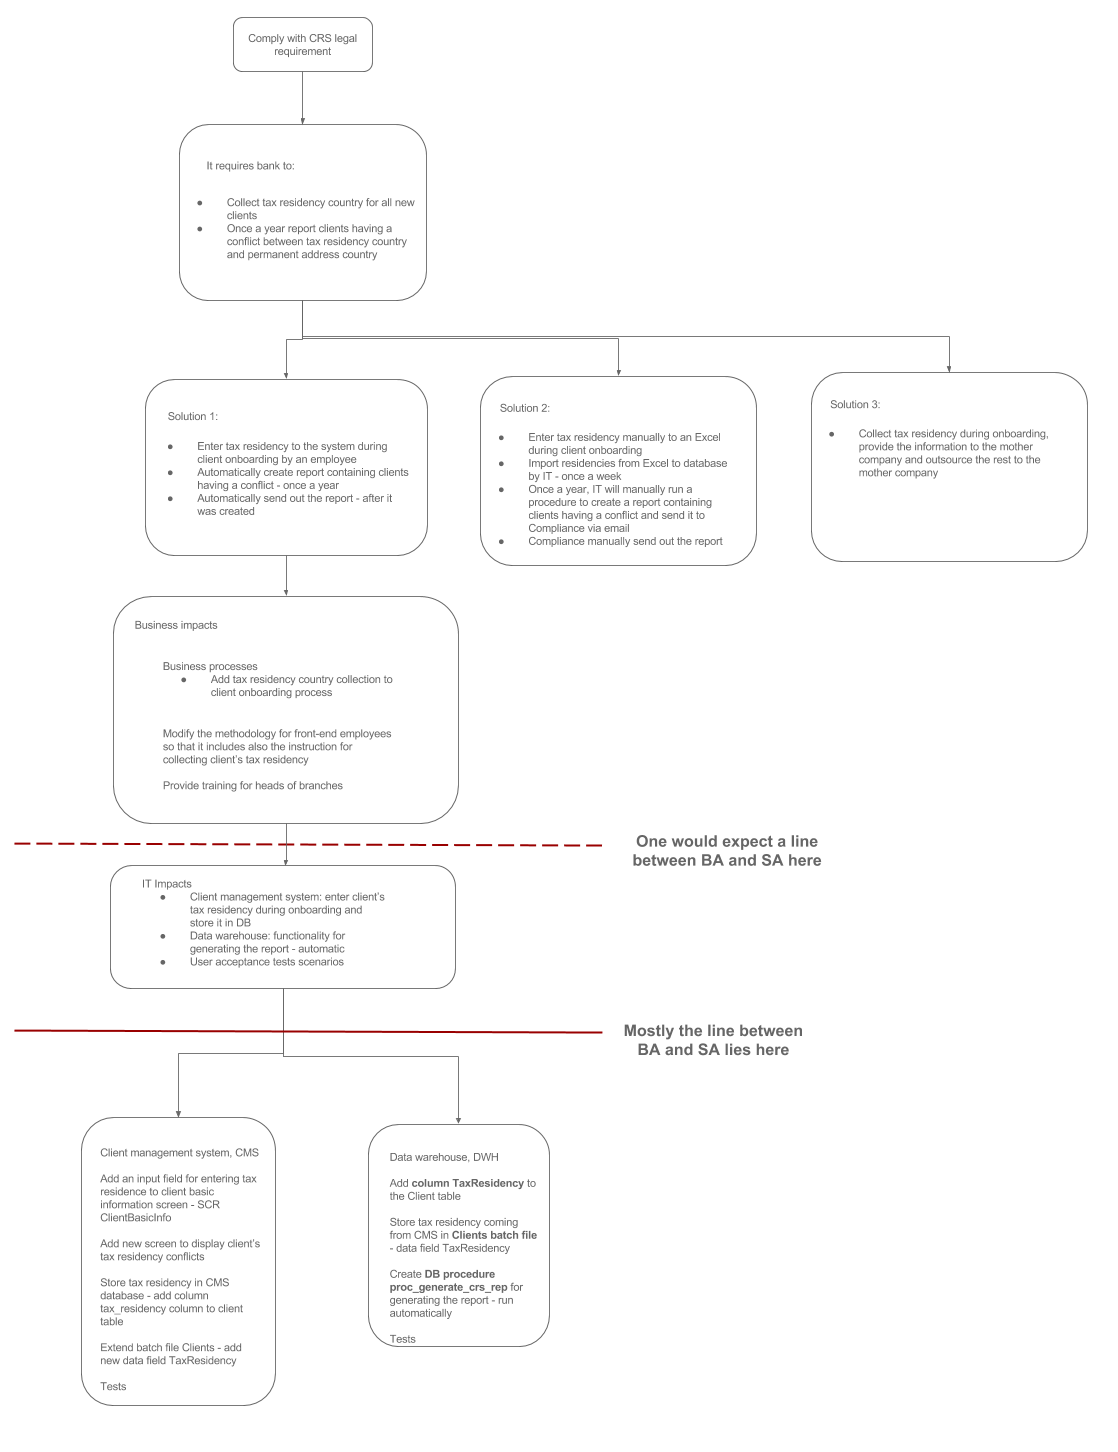 Comply with CRS legal
requirement
It requires bank to:
● Collect tax residency country for all new
clients
● Once a year report clients having a
conflict between tax residency country
and permanent address country
Solution 1:
● Enter tax residency to the system during
client onboarding by an employee
● Automatically create report containing clients
having a conflict - once a year
● Automatically send out the report - after it
was created
Solution 2:
● Enter tax residency manually to an Excel
during client onboarding
● Import residencies from Excel to database
by IT - once a week
● Once a year, IT will manually run a
procedure to create a report containing
clients having a conflict and send it to
Compliance via email
● Compliance manually send out the report
Solution 3:
● Collect tax residency during onboarding,
provide the information to the mother
company and outsource the rest to the
mother company
Business impacts
Business processes
● Add tax residency country collection to
client onboarding process
Modify the methodology for front-end employees
so that it includes also the instruction for
collecting client's tax residency
Provide training for heads of branches
One would expect a line
between BA and SA here
IT Impacts
● Client management system: enter client's
tax residency during onboarding and
store it in DB
● Data warehouse: functionality for
generating the report - automatic
● User acceptance tests scenarios
Mostly the line between
BA and SA lies here
Client management system, CMS
Add an input field for entering tax
residence to client basic
information screen - SCR
ClientBasicInfo
Add new screen to display client's
tax residency conflicts
Store tax residency in CMS
database - add column
tax_residency column to client
table
Extend batch file Clients - add
new data field TaxResidency
Tests
Data warehouse, DWH
Add column TaxResidency to
the Client table
Store tax residency coming
from CMS in Clients batch file
- data field TaxResidency
Create DB procedure
proc_generate_crs_rep for
generating the report - run
automatically
Tests